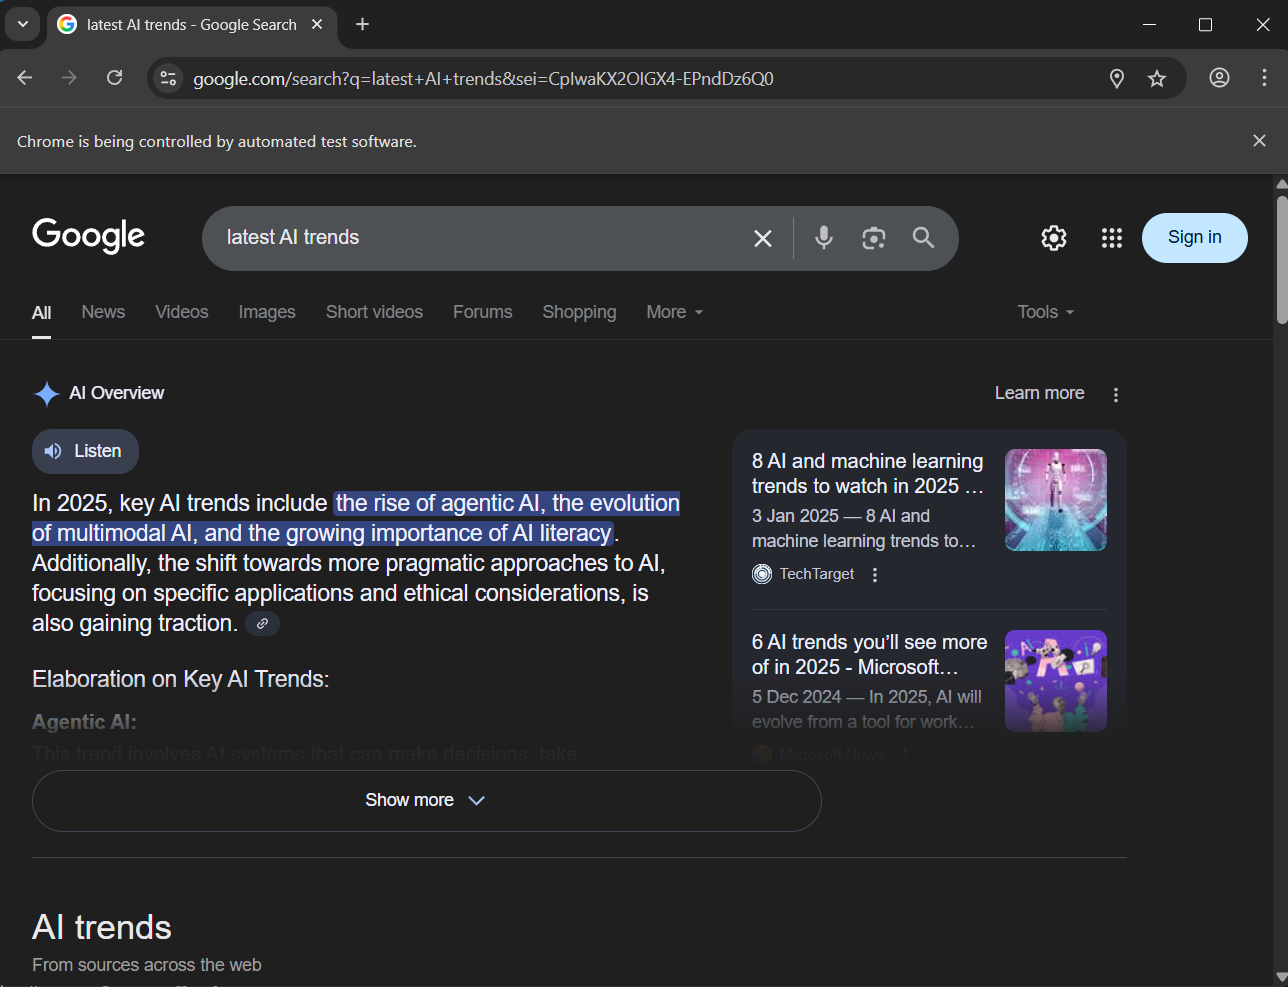 latest AI trends - Google Search
google.com/search?q=latest+AI+trends&sei=CpIwaKX2OIGX4-EPndDz6Q0
Chrome is being controlled by automated test software.
Google
latest AI trends
Sign in
All News Videos Images Short videos Forums Shopping More Tools
AI Overview
Learn more
Listen
In 2025, key AI trends include the rise of agentic AI, the evolution
of multimodal AI, and the growing importance of AI literacy.
Additionally, the shift towards more pragmatic approaches to AI,
focusing on specific applications and ethical considerations, is
also gaining traction.
Elaboration on Key AI Trends:
Agentic AI:
This trend involves AI systems that can make decisions, take
Show more
8 AI and machine learning
trends to watch in 2025 ...
3 Jan 2025 — 8 AI and
machine learning trends to...
TechTarget
6 AI trends you’ll see more
of in 2025 - Microsoft...
5 Dec 2024 — In 2025, AI will
evolve from a tool for work...
Microsoft News
AI trends
From sources across the web